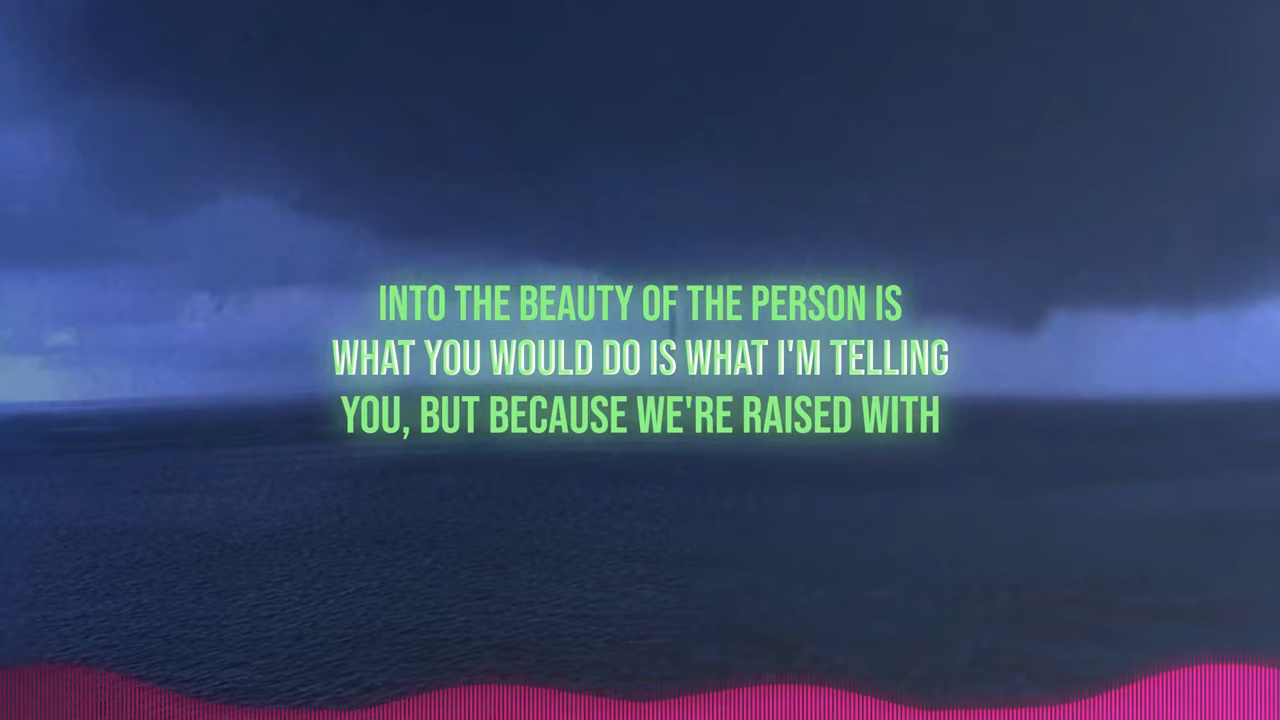 INTO THE BEAUTY OF THE PERSON IS
WHAT YOU WOULD DO IS WHAT I'M TELLING
YOU, BUT BECAUSE WE'RE RAISED WITH